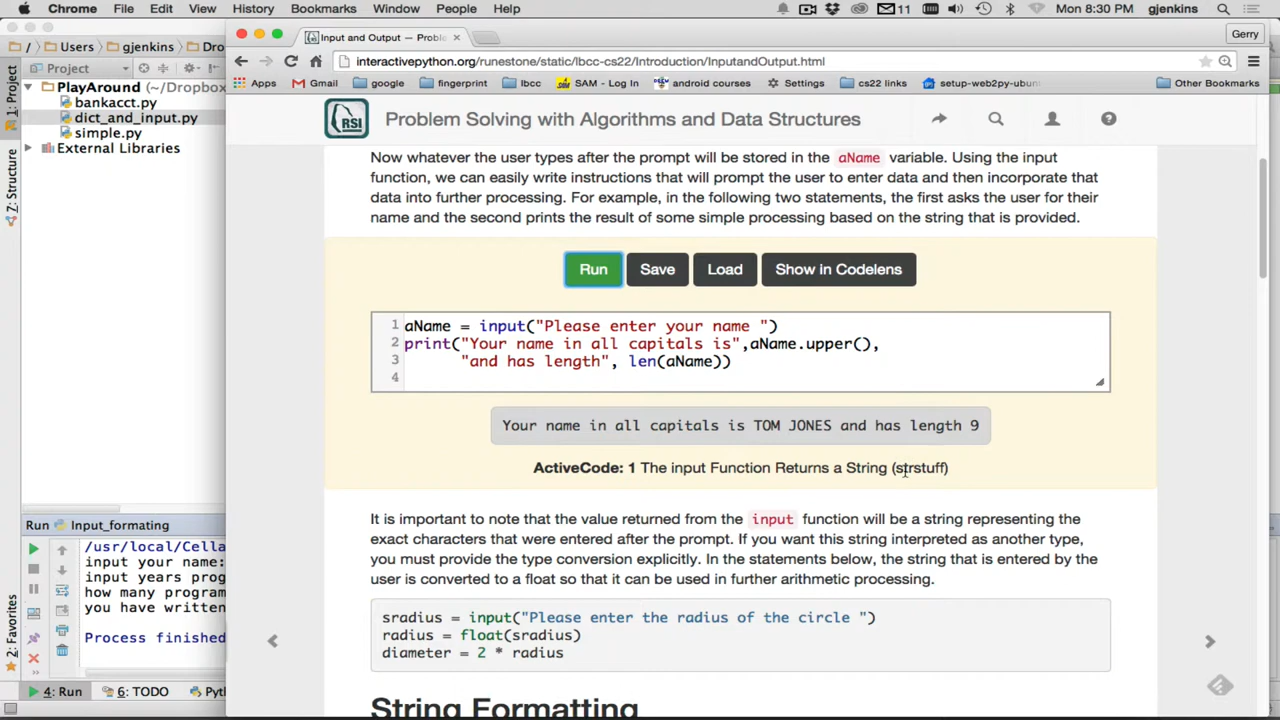 Chrome File Edit View History Bookmarks Window People Help 11 Mon 8:30 PM gjenkins
/ Users gjenkins Dro
Input and Output — Proble
Gerry
interactivepython.org/runestone/static/lbcc-cs22/Introduction/InputandOutput.html
Apps Gmail google fingerprint lbcc SAM - Log In android courses Settings cs22 links setup-web2py-ubun Other Bookmarks
1: Project
Project
PlayAround (~/Dropbox
bankacct.py
dict_and_input.py
simple.py
External Libraries
7: Structure
RSI
Problem Solving with Algorithms and Data Structures
Now whatever the user types after the prompt will be stored in the aName variable. Using the input
function, we can easily write instructions that will prompt the user to enter data and then incorporate that
data into further processing. For example, in the following two statements, the first asks the user for their
name and the second prints the result of some simple processing based on the string that is provided.
Run Save Load Show in Codelens
1 aName = input("Please enter your name ")
2 print("Your name in all capitals is",aName.upper(),
3 "and has length", len(aName))
4
Your name in all capitals is TOM JONES and has length 9
ActiveCode: 1 The input Function Returns a String (strstuff)
It is important to note that the value returned from the input function will be a string representing the
exact characters that were entered after the prompt. If you want this string interpreted as another type,
you must provide the type conversion explicitly. In the statements below, the string that is entered by the
user is converted to a float so that it can be used in further arithmetic processing.
sradius = input("Please enter the radius of the circle ")
radius = float(sradius)
diameter = 2 * radius
String Formatting
Run Input_formating
/usr/local/Cella
input your name:
input years prog
how many program
you have written
Process finished
2: Favorites
4: Run 6: TODO Pyth